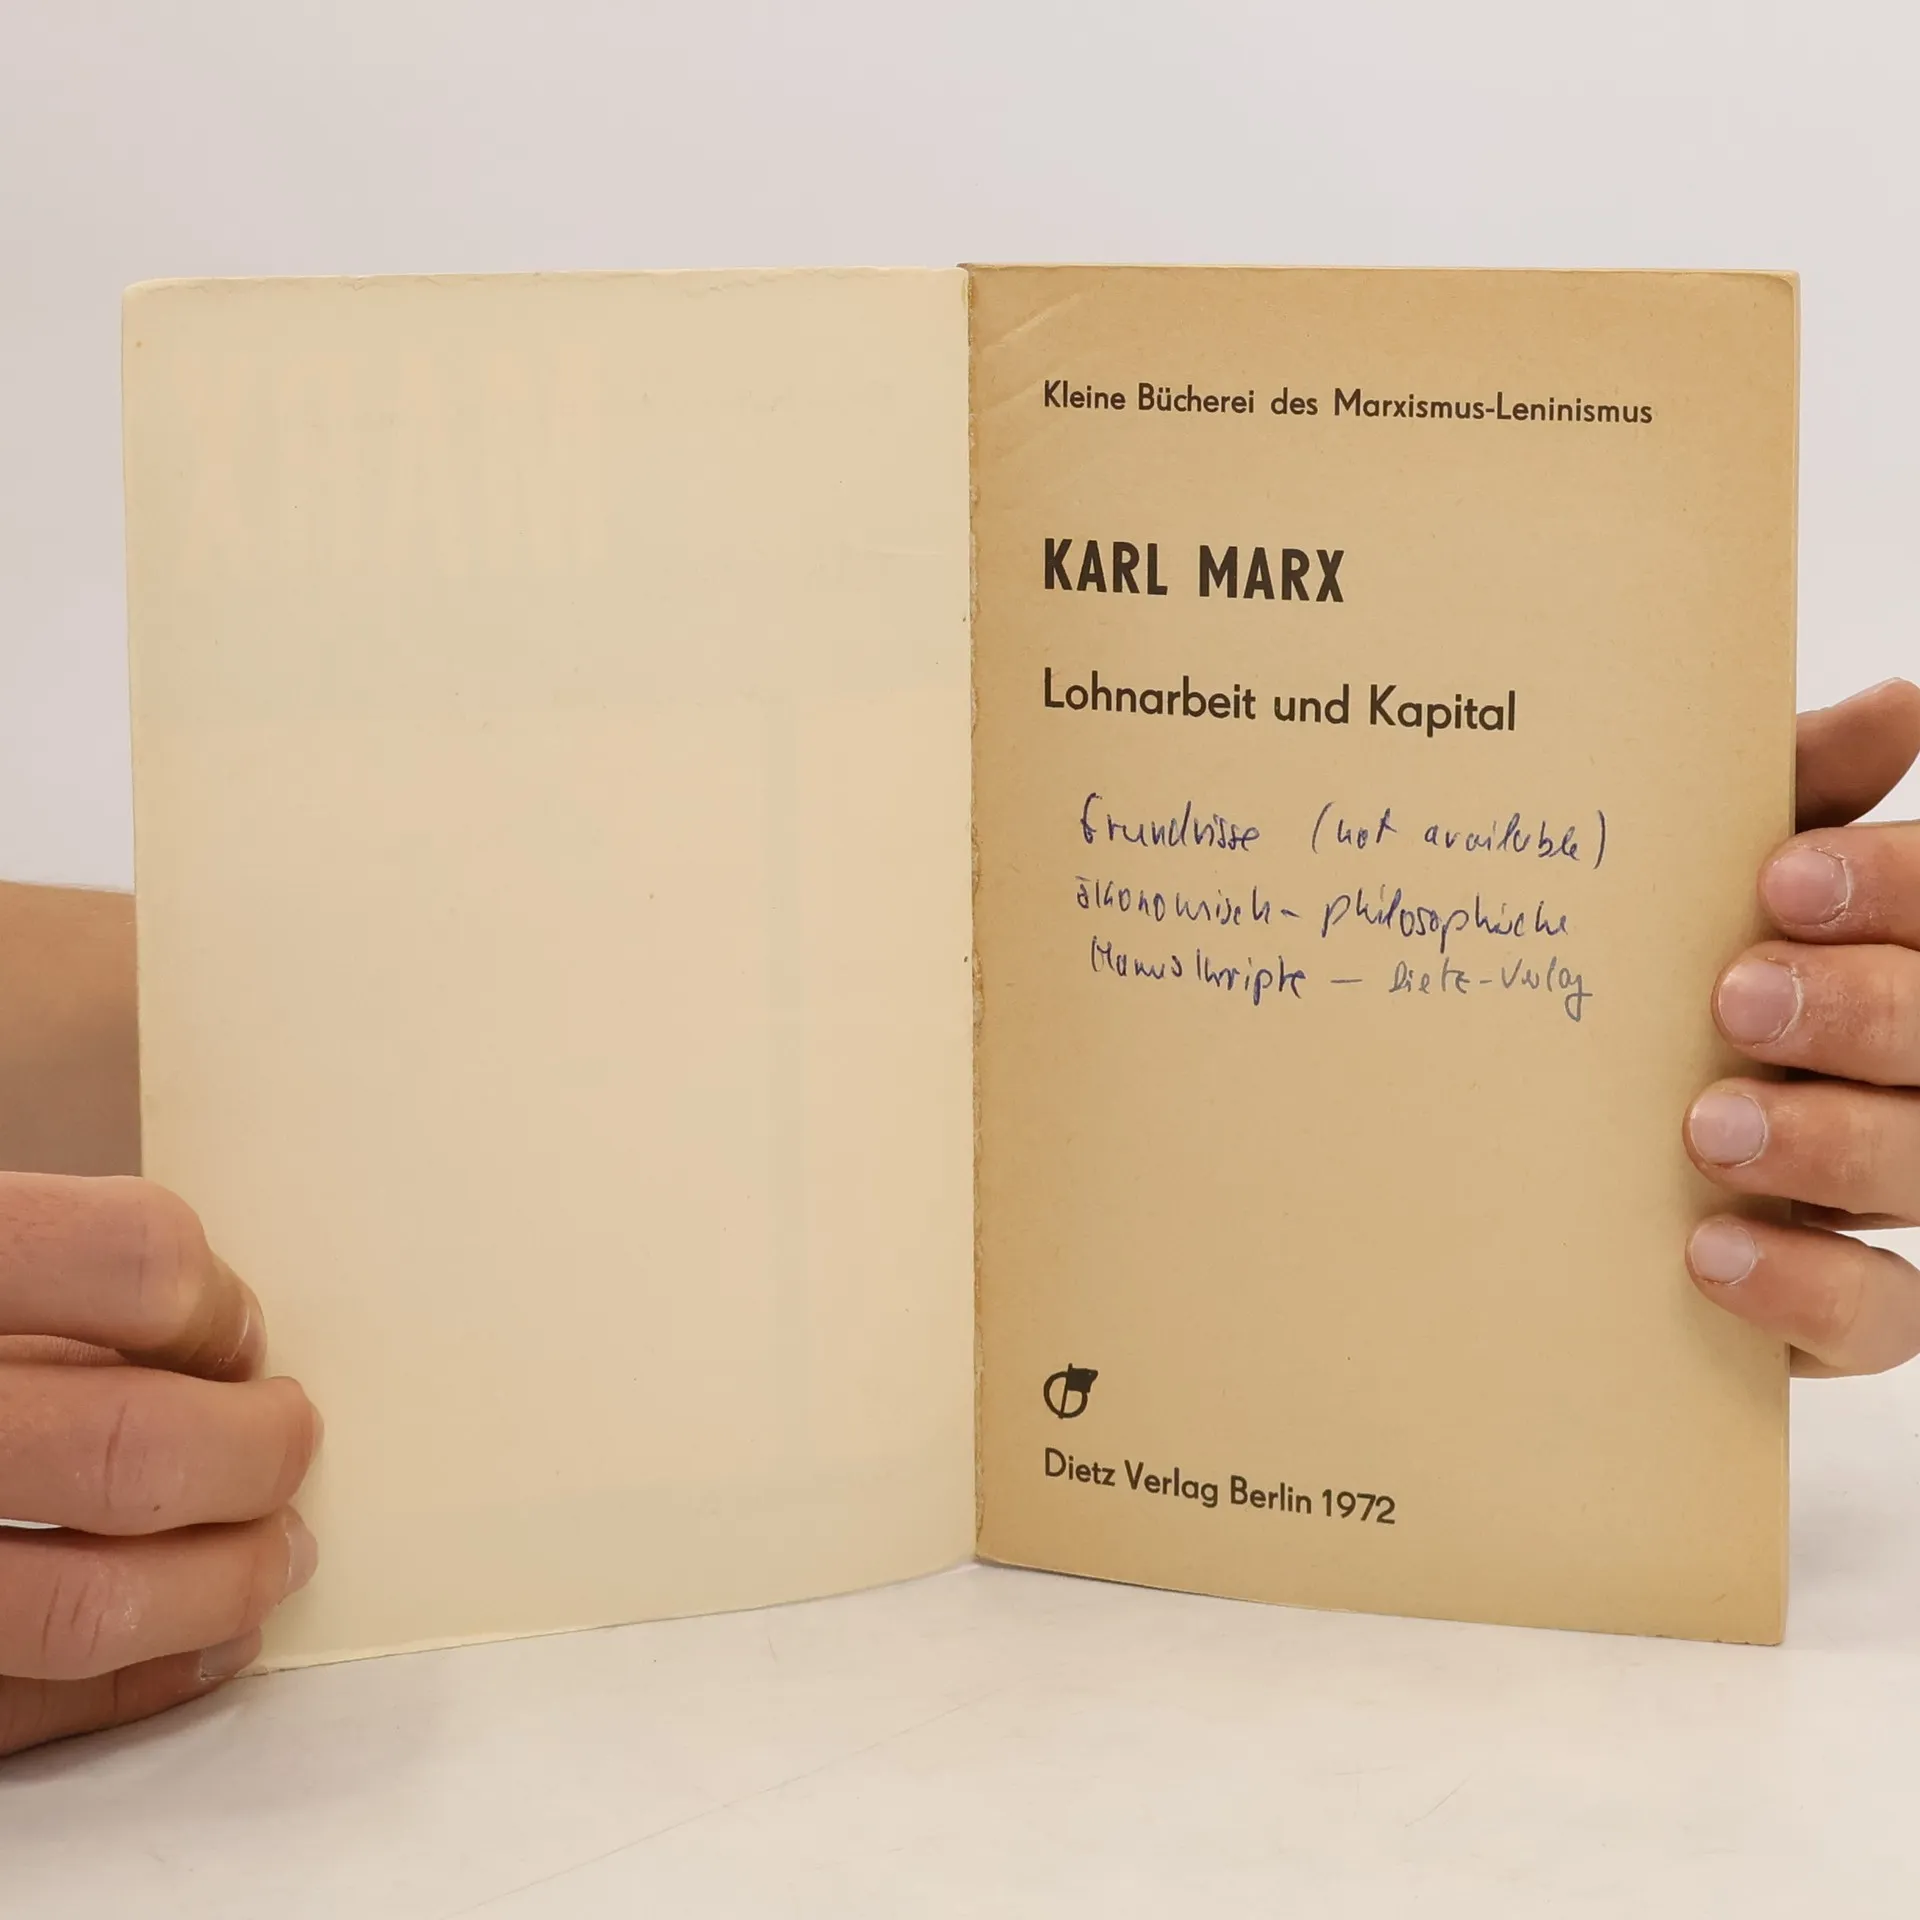 Kleine Bücherei des Marxismus-Leninismus
KARL MARX
Lohnarbeit und Kapital
Grundrisse (not available)
ökonomisch-philosophische
Manuskripte — Dietz-Verlag
Dietz Verlag Berlin 1972